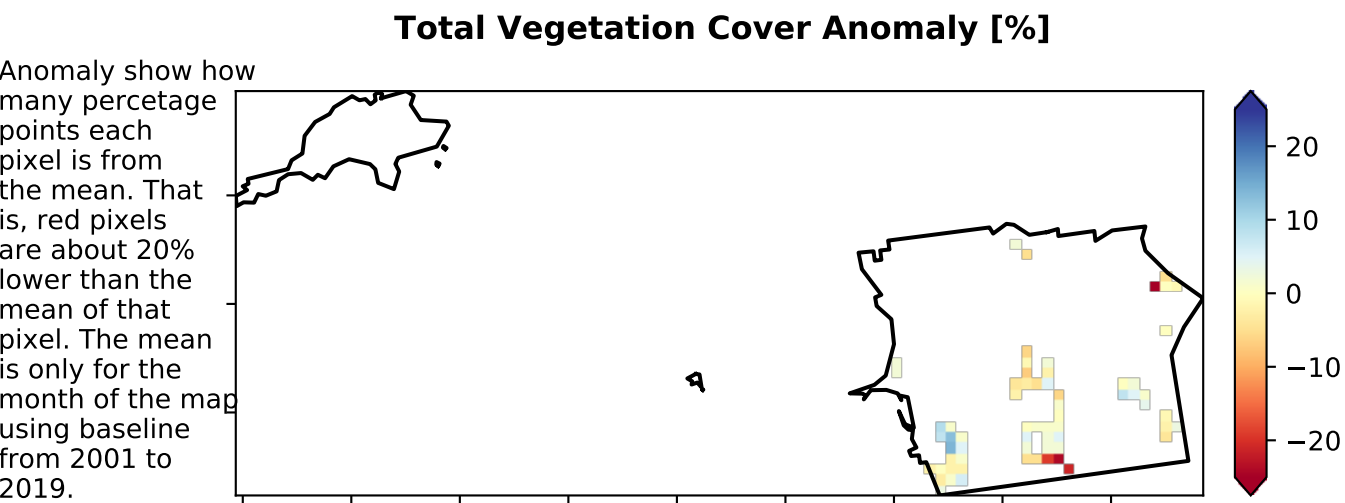 Total Vegetation Cover Anomaly [%]
Anomaly show how
many percetage
points each
pixel is from
the mean. That
is, red pixels
are about 20%
lower than the
mean of that
pixel. The mean
is only for the
month of the map
using baseline
from 2001 to
2019.
20
10
0
−10
−20